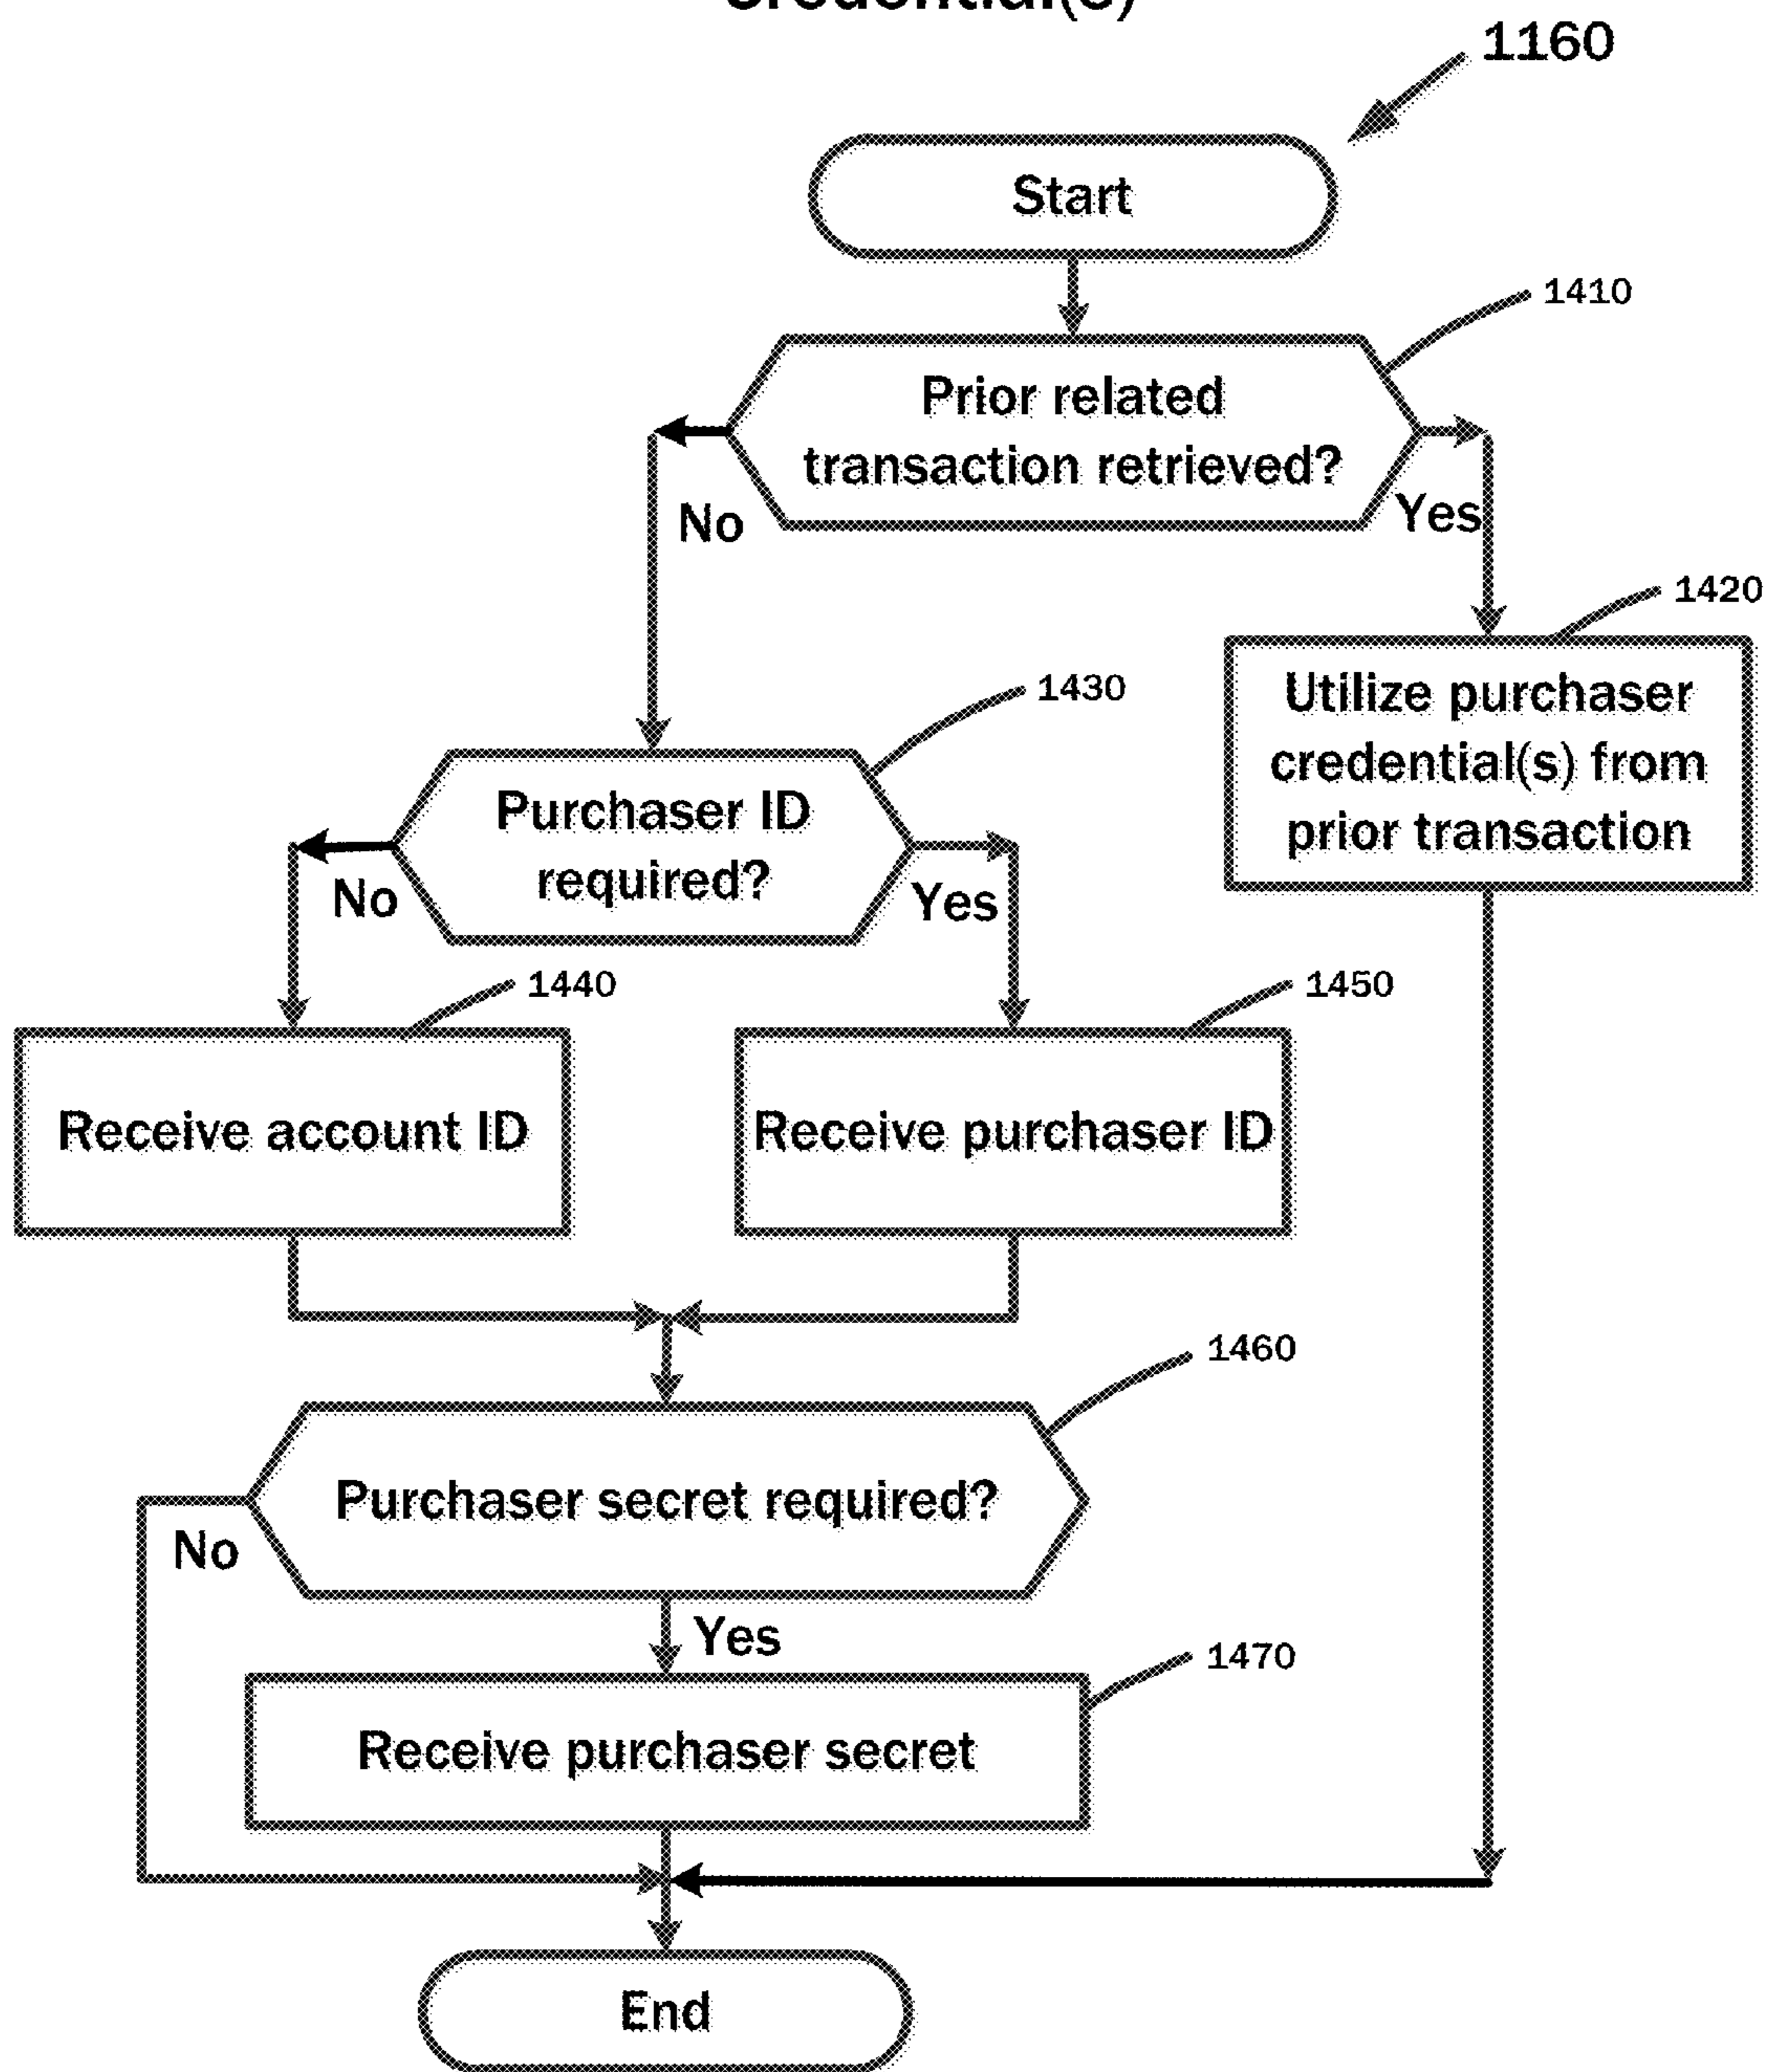 credential(s)
1160
Start
1410
Prior related
transaction retrieved?
No
Yes
1420
Utilize purchaser
credential(s) from
prior transaction
1430
Purchaser ID
required?
No
Yes
1440
1450
Receive account ID
Receive purchaser ID
1460
Purchaser secret required?
No
Yes
1470
Receive purchaser secret
End